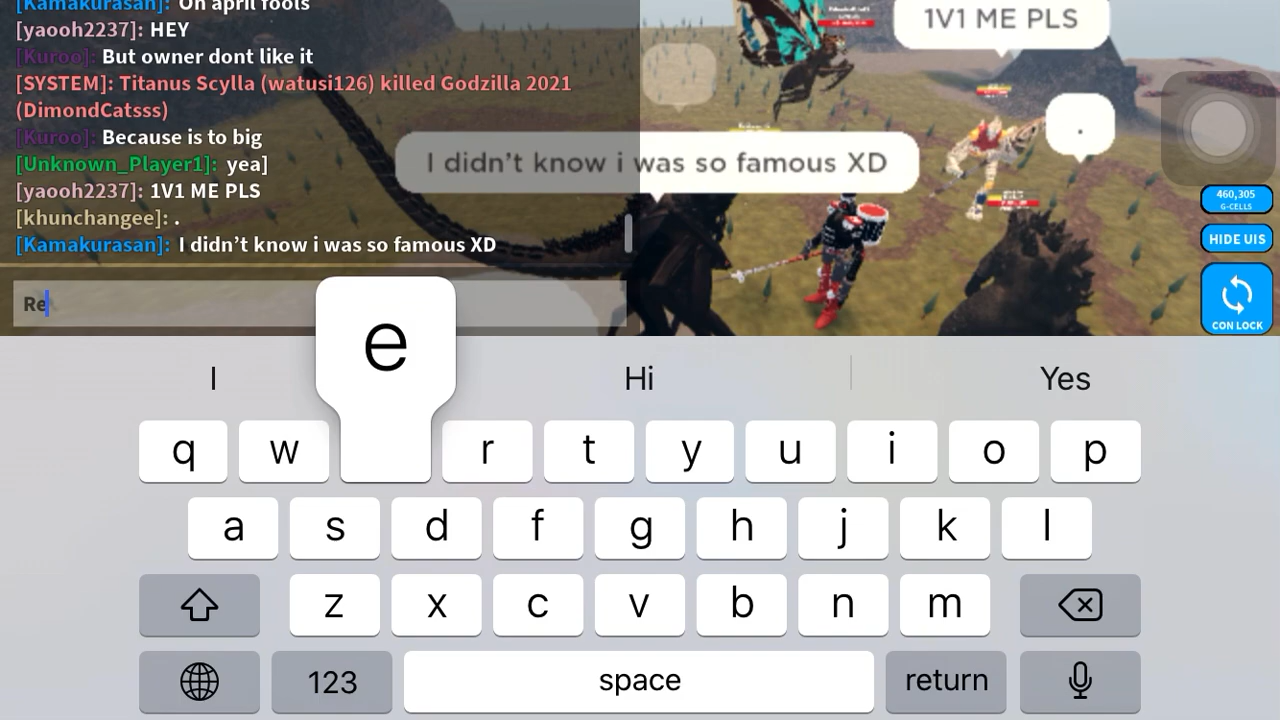 [Kamakurasan]: On april fools
[yaooh2237]: HEY
[Kuroo]: But owner dont like it
[SYSTEM]: Titanus Scylla (watusi126) killed Godzilla 2021
(DimondCatsss)
[Kuroo]: Because is to big
[Unknown_Player1]: yea]
[yaooh2237]: 1V1 ME PLS
[khunchangee]: .
[Kamakurasan]: I didn’t know i was so famous XD
Re
1V1 ME PLS
.
I didn’t know i was so famous XD
460,305
G-CELLS
HIDE UIS
CON LOCK
e
I Hi Yes
q w r t y u i o p
a s d f g h j k l
z x c v b n m
123 space return